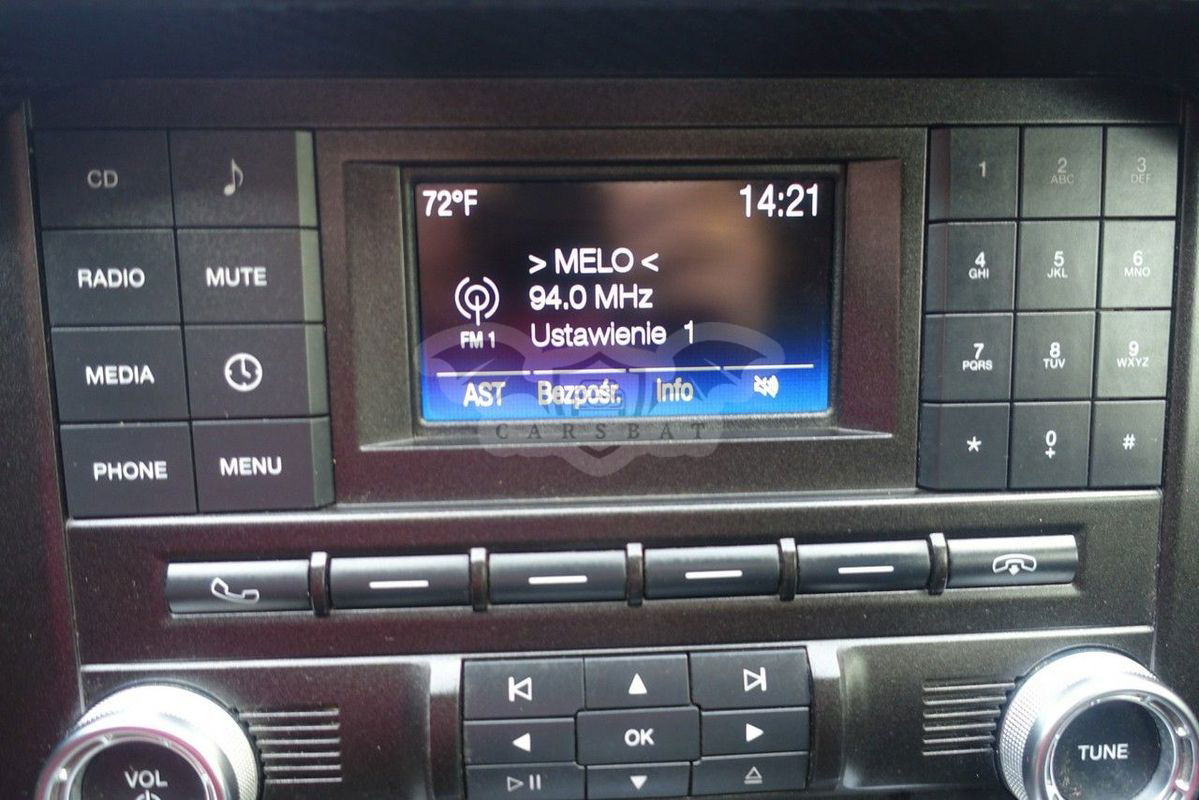 CD
RADIO MUTE
MEDIA
PHONE MENU
72°F 14:21
> MELO <
94.0 MHz
FM 1 Ustawienie 1
AST Bezpośr. Info
CARSBAT
1 2 ABC 3 DEF
4 GHI 5 JKL 6 MNO
7 PQRS 8 TUV 9 WXYZ
* 0 + #
OK
VOL
TUNE